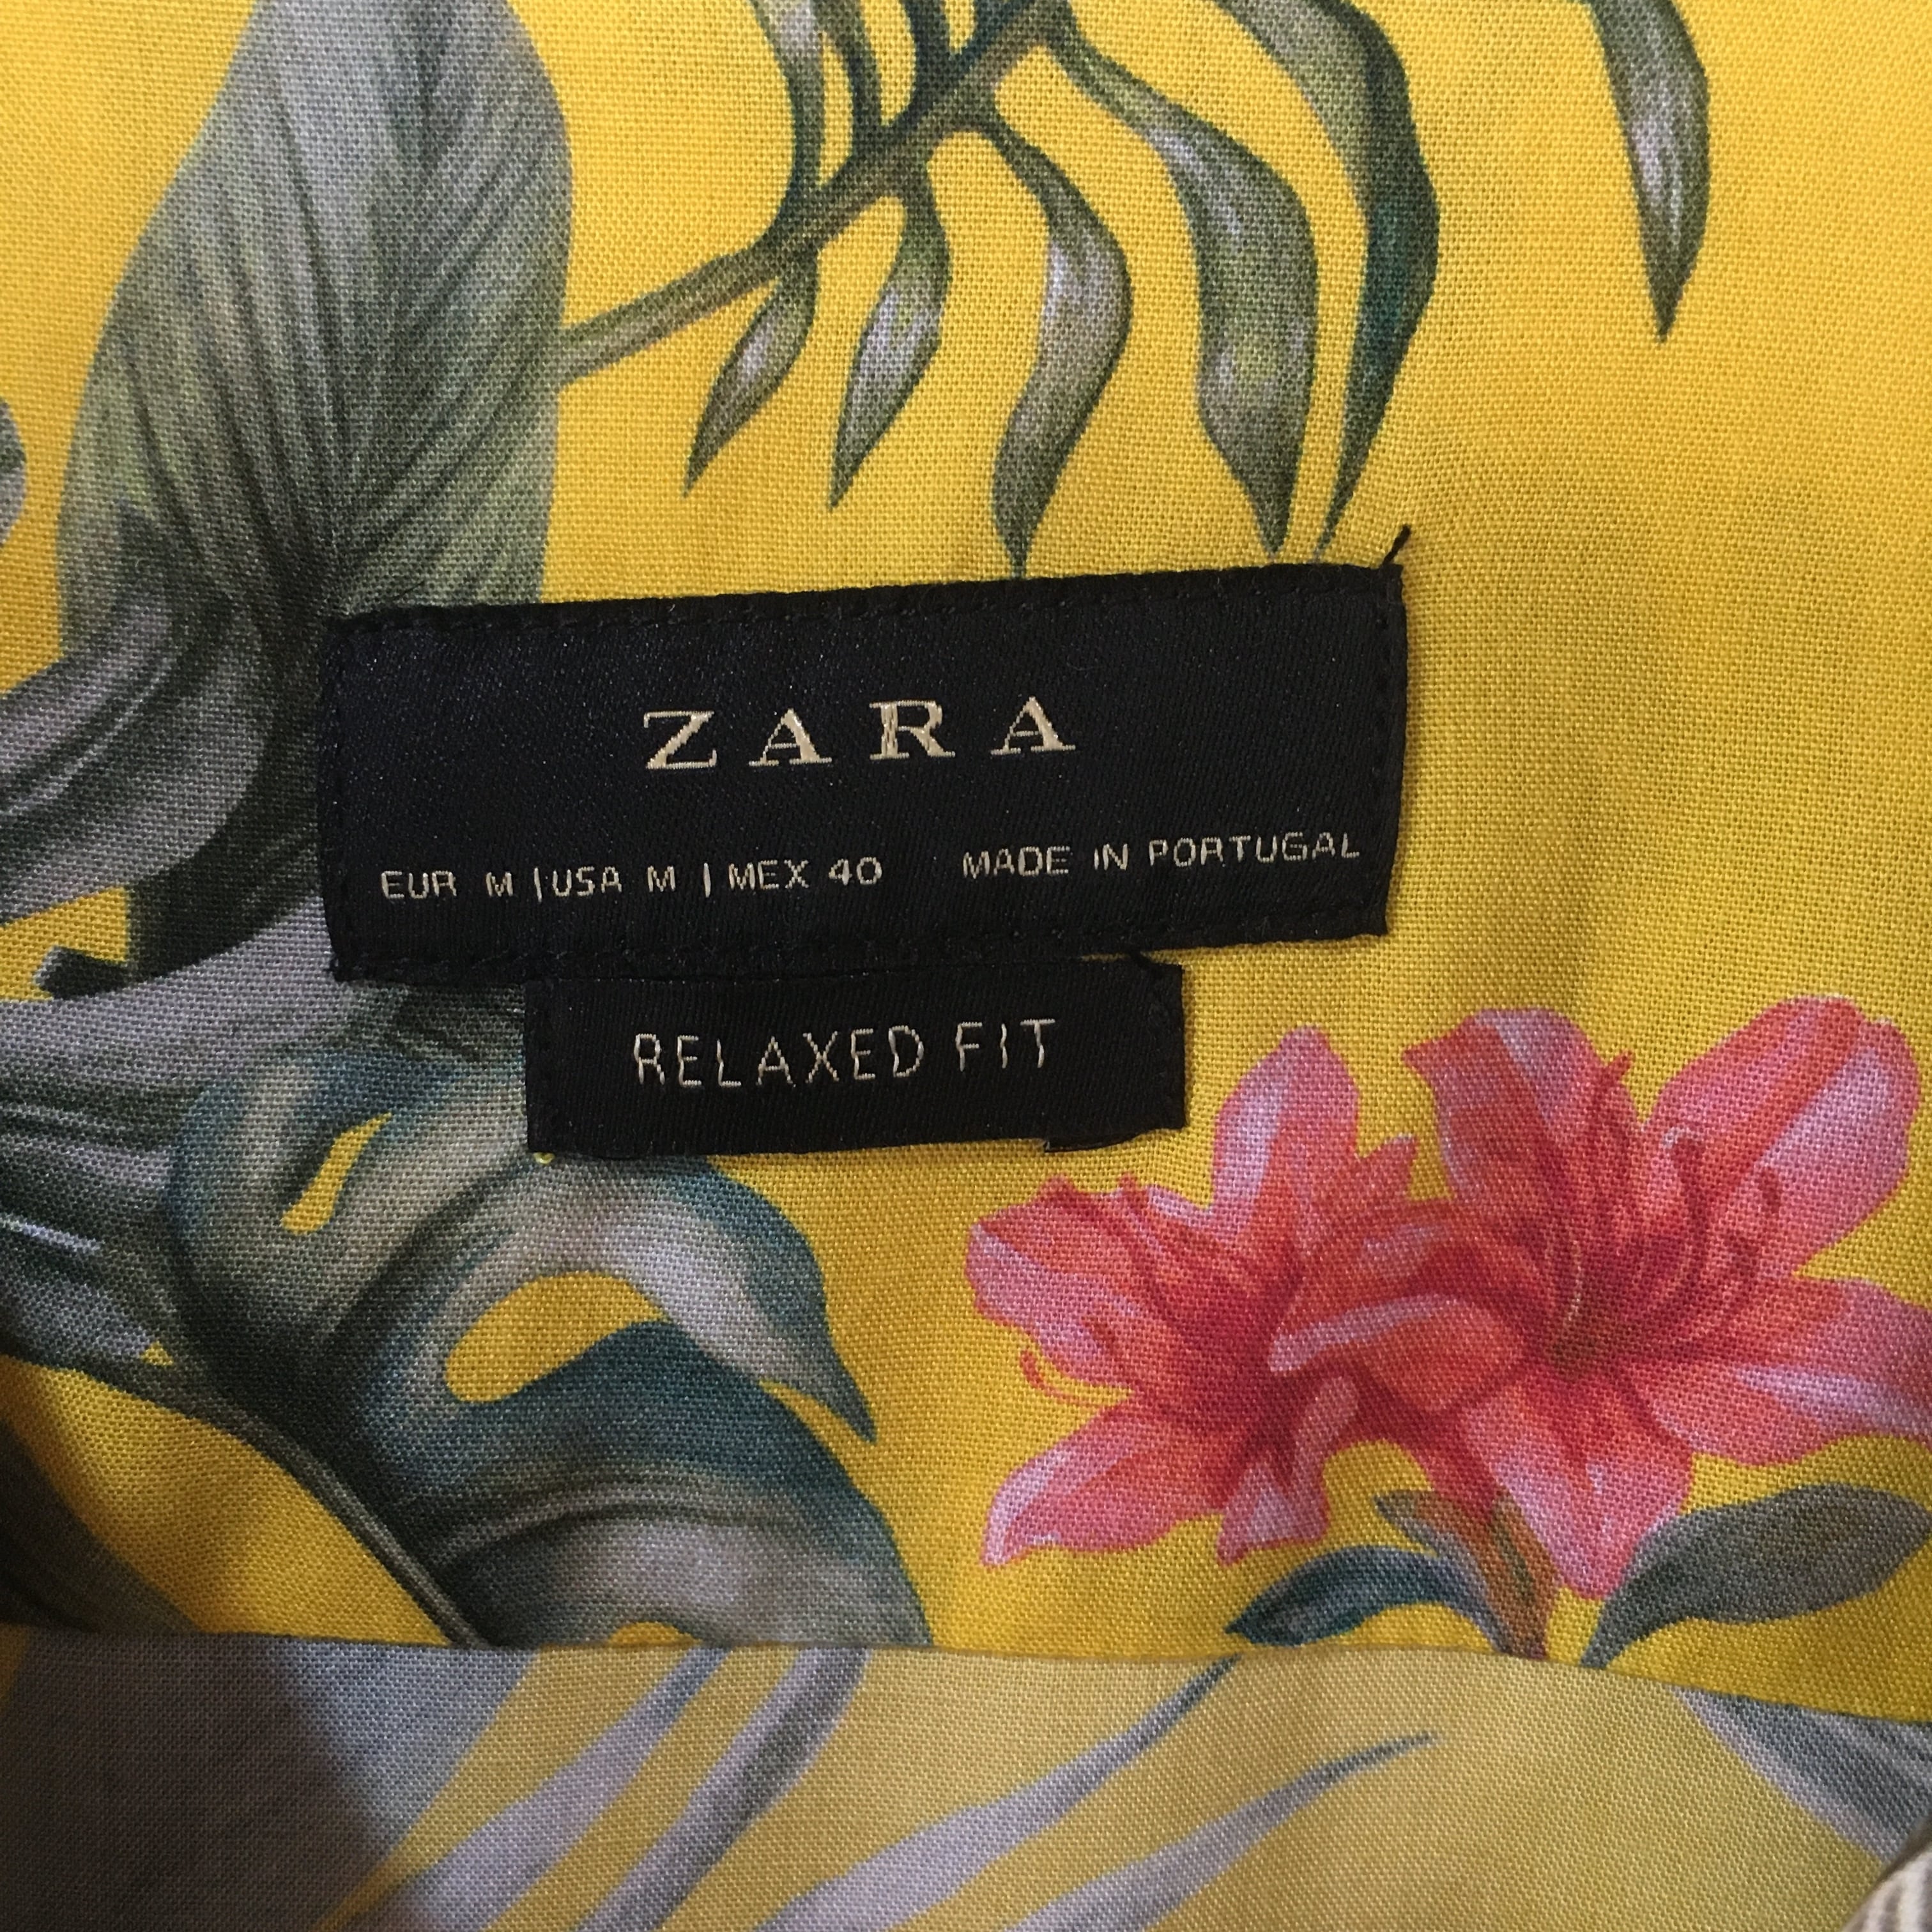 ZARA
EUR M | USA M | MEX 40 MADE IN PORTUGAL
RELAXED FIT